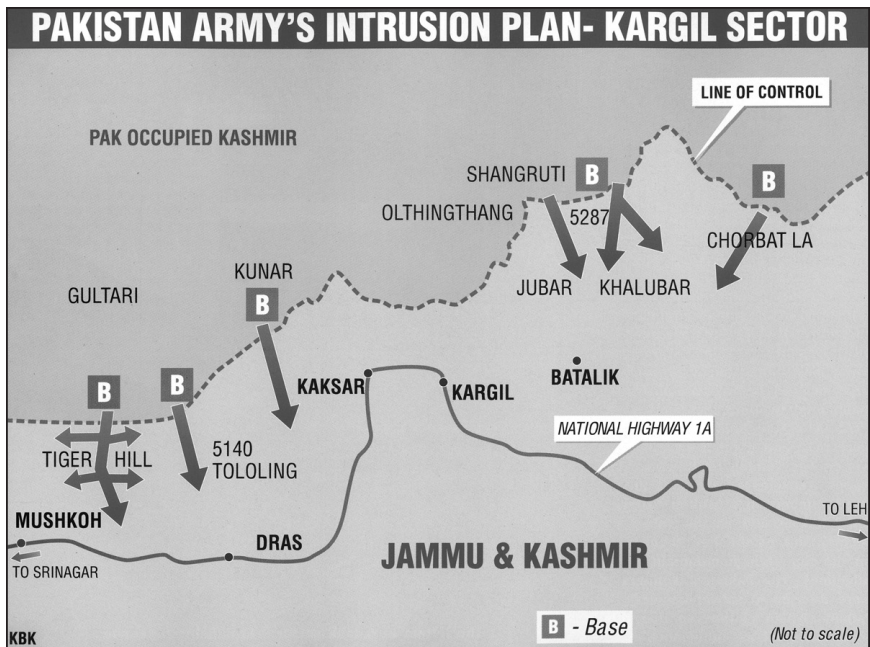 PAKISTAN ARMY'S INTRUSION PLAN- KARGIL SECTOR
LINE OF CONTROL
PAK OCCUPIED KASHMIR
SHANGRUTI
B
B
OLTHINGTHANG
5287
CHORBAT LA
KUNAR
GULTARI
B
JUBAR
KHALUBAR
B
B
KAKSAR
KARGIL
BATALIK
NATIONAL HIGHWAY 1A
TIGER HILL
5140
TOLOLING
MUSHKOH
TO LEH
DRAS
JAMMU & KASHMIR
TO SRINAGAR
B - Base
KBK
(Not to scale)